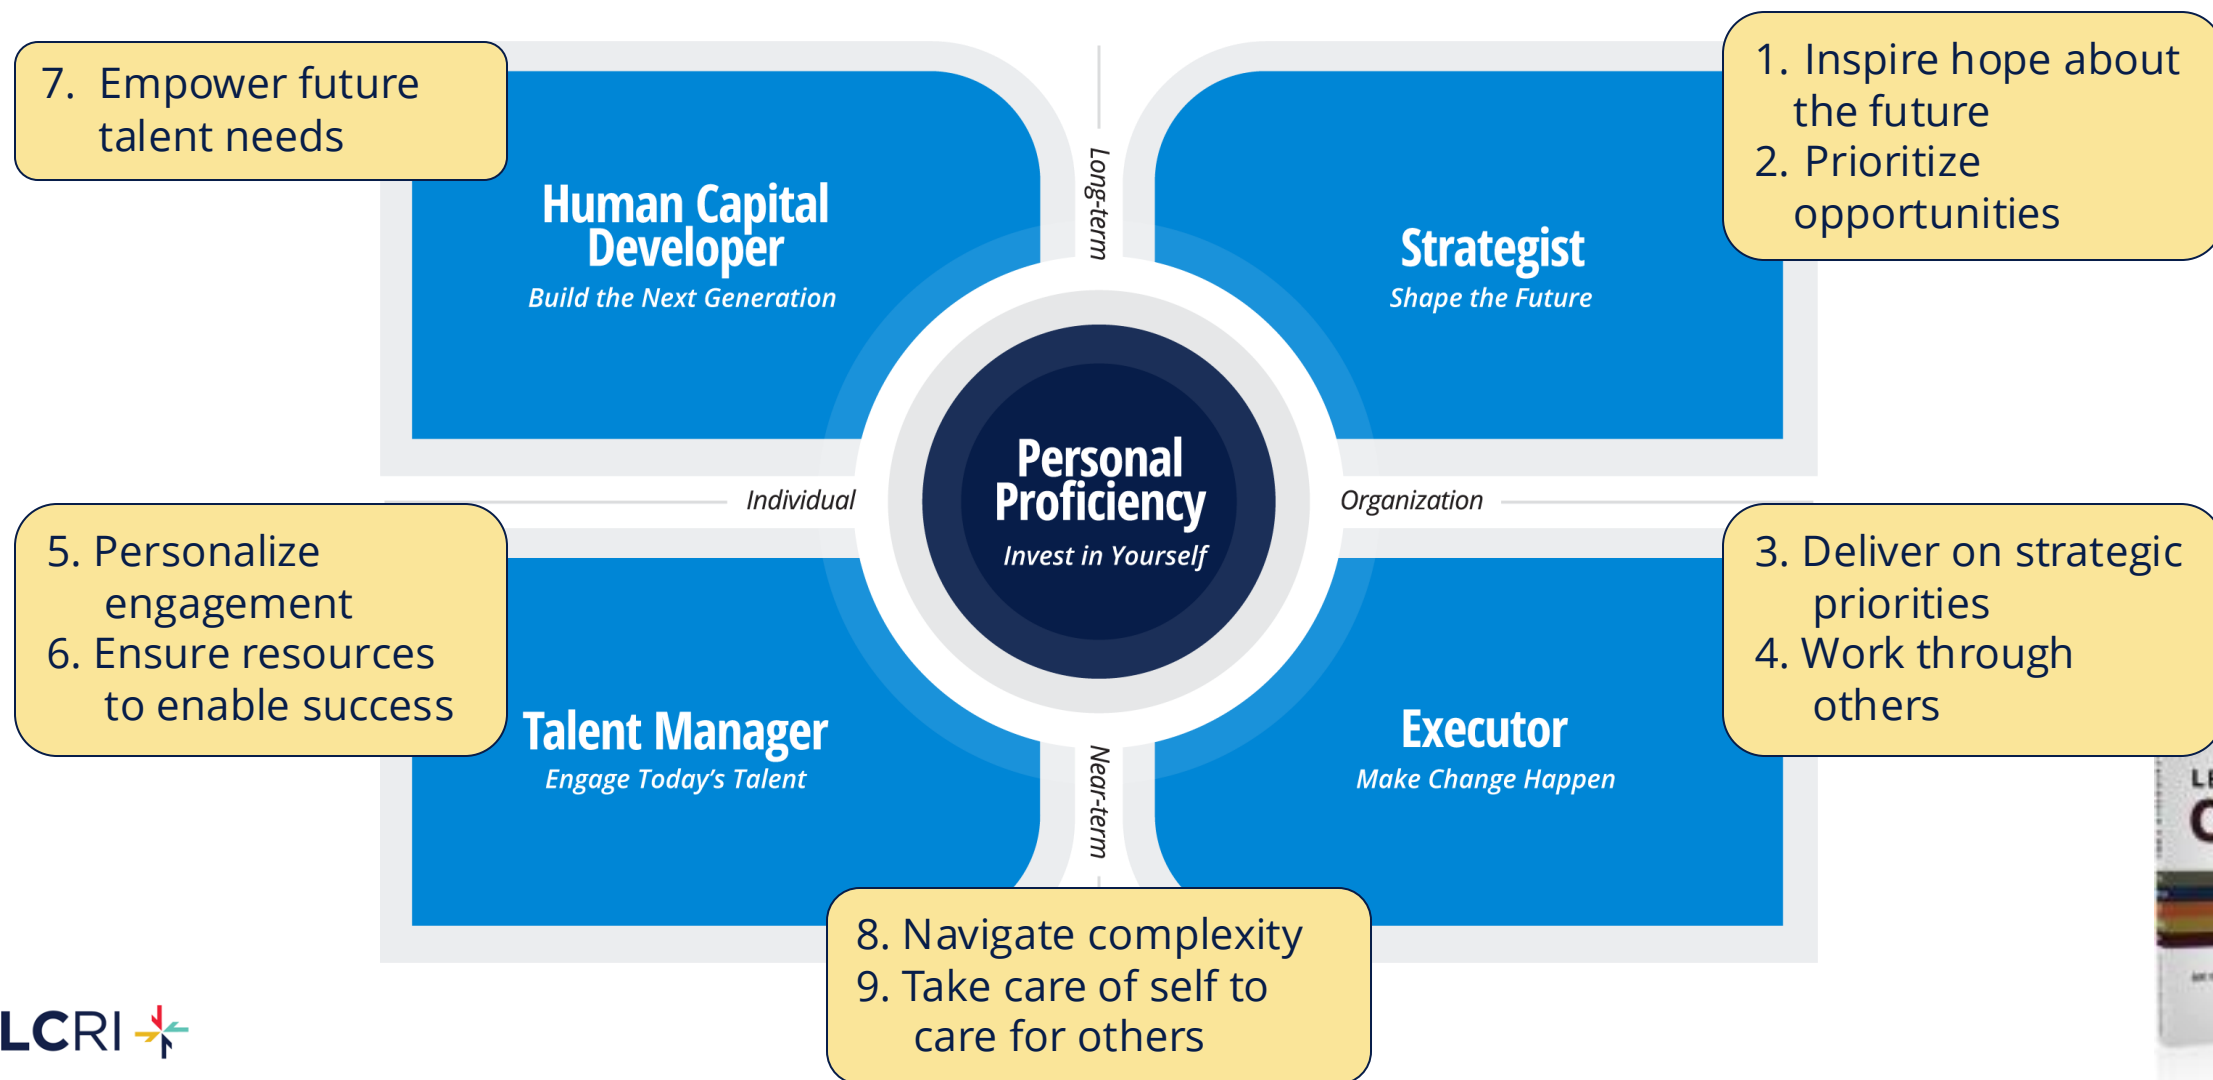 7. Empower future
talent needs
1. Inspire hope about
the future
2. Prioritize
opportunities
Long-term
Human Capital
Developer
Build the Next Generation
Strategist
Shape the Future
Personal
Proficiency
Invest in Yourself
Individual
Organization
5. Personalize
engagement
6. Ensure resources
to enable success
3. Deliver on strategic
priorities
4. Work through
others
Talent Manager
Engage Today's Talent
Near-term
Executor
Make Change Happen
8. Navigate complexity
9. Take care of self to
care for others
LCRI